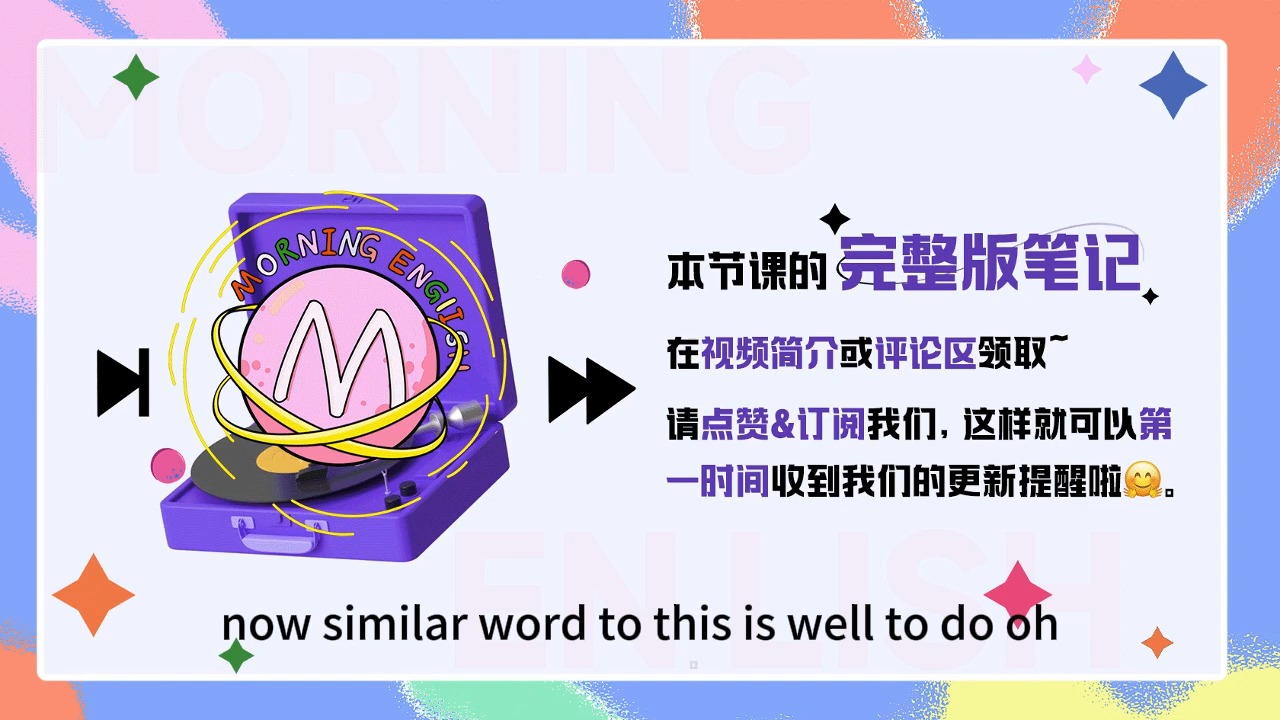 MORNING
MORNING ENGlISH
M
本节课的完整版笔记
在视频简介或评论区领取~
请点赞&订阅我们，这样就可以第
一时间收到我们的更新提醒啦🤗。
EN LISH
now similar word to this is well to do oh